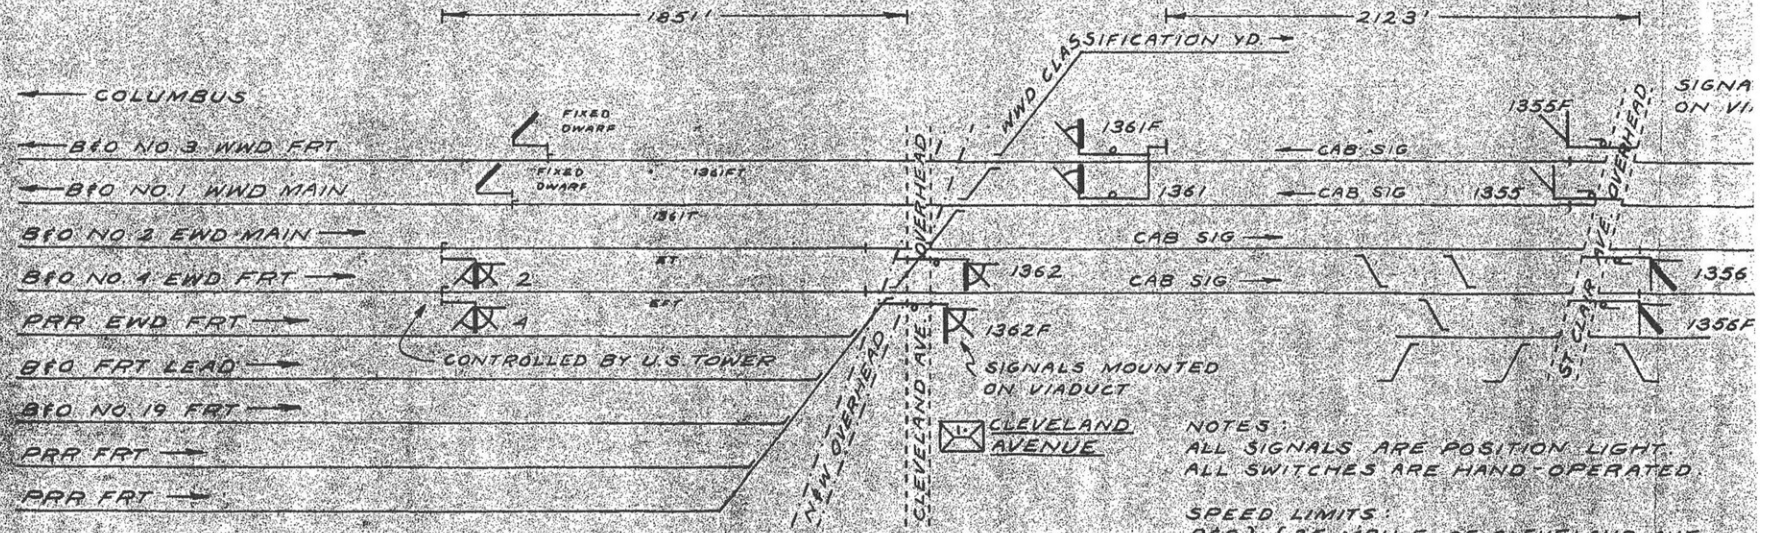 1851'
2123'
WWD CLASSIFICATION YD.
COLUMBUS
FIXED
DWARF
1361F
1355F
OVERHEAD
SIGNA
ON VI
B&O NO. 3 WWD FRT
CAB SIG
B&O NO. 1 WWD MAIN
FIXED
DWARF
1361FT
1361
CAB SIG
1355
1361T
OVERHEAD
B&O NO. 2 EWD MAIN
CAB SIG
B&O NO. 4 EWD FRT
2
ET
1362
CAB SIG
ST CLAIR AVE
1356
EFT
PRR EWD FRT
4
1362F
1356F
CONTROLLED BY U.S TOWER
B&O FRT LEAD
SIGNALS MOUNTED
ON VIADUCT
B&O NO. 19 FRT
N&W OVERHEAD
CLEVELAND AVE
CLEVELAND
AVENUE
NOTES:
ALL SIGNALS ARE POSITION LIGHT.
ALL SWITCHES ARE HAND-OPERATED.
PRR FRT
PRR FRT
SPEED LIMITS: